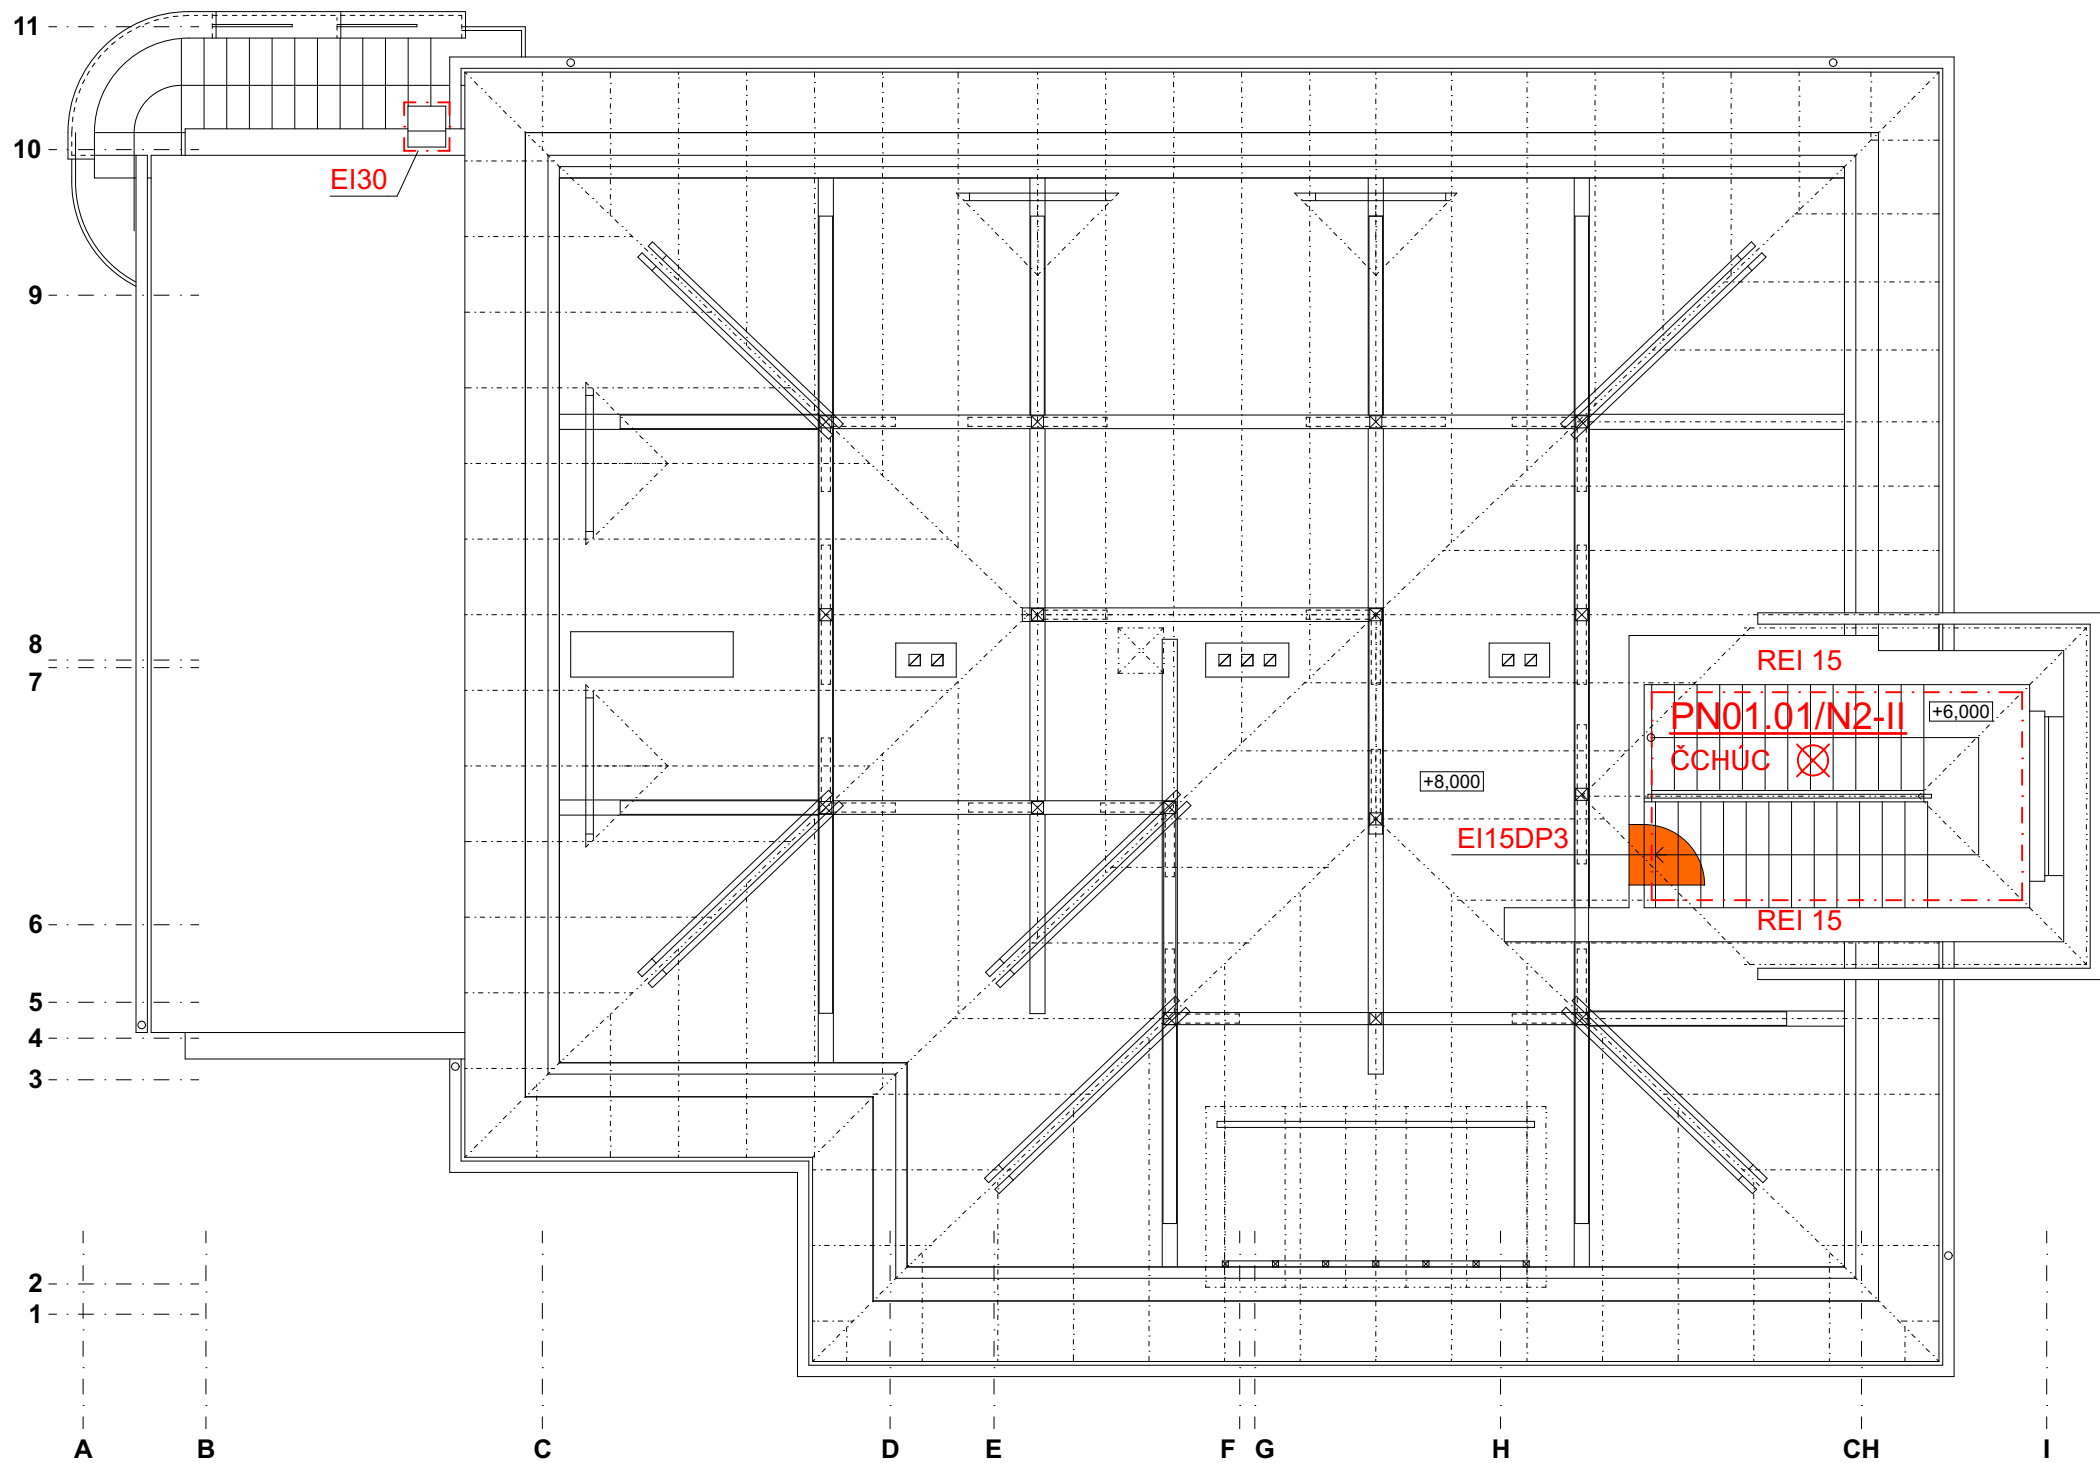 11
10
EI30
9
8
7
REI 15
PN01.01/N2-II
+6,000
ČCHÚC
+8,000
EI15DP3
6
REI 15
5
4
3
2
1
A B C D E F G H CH I